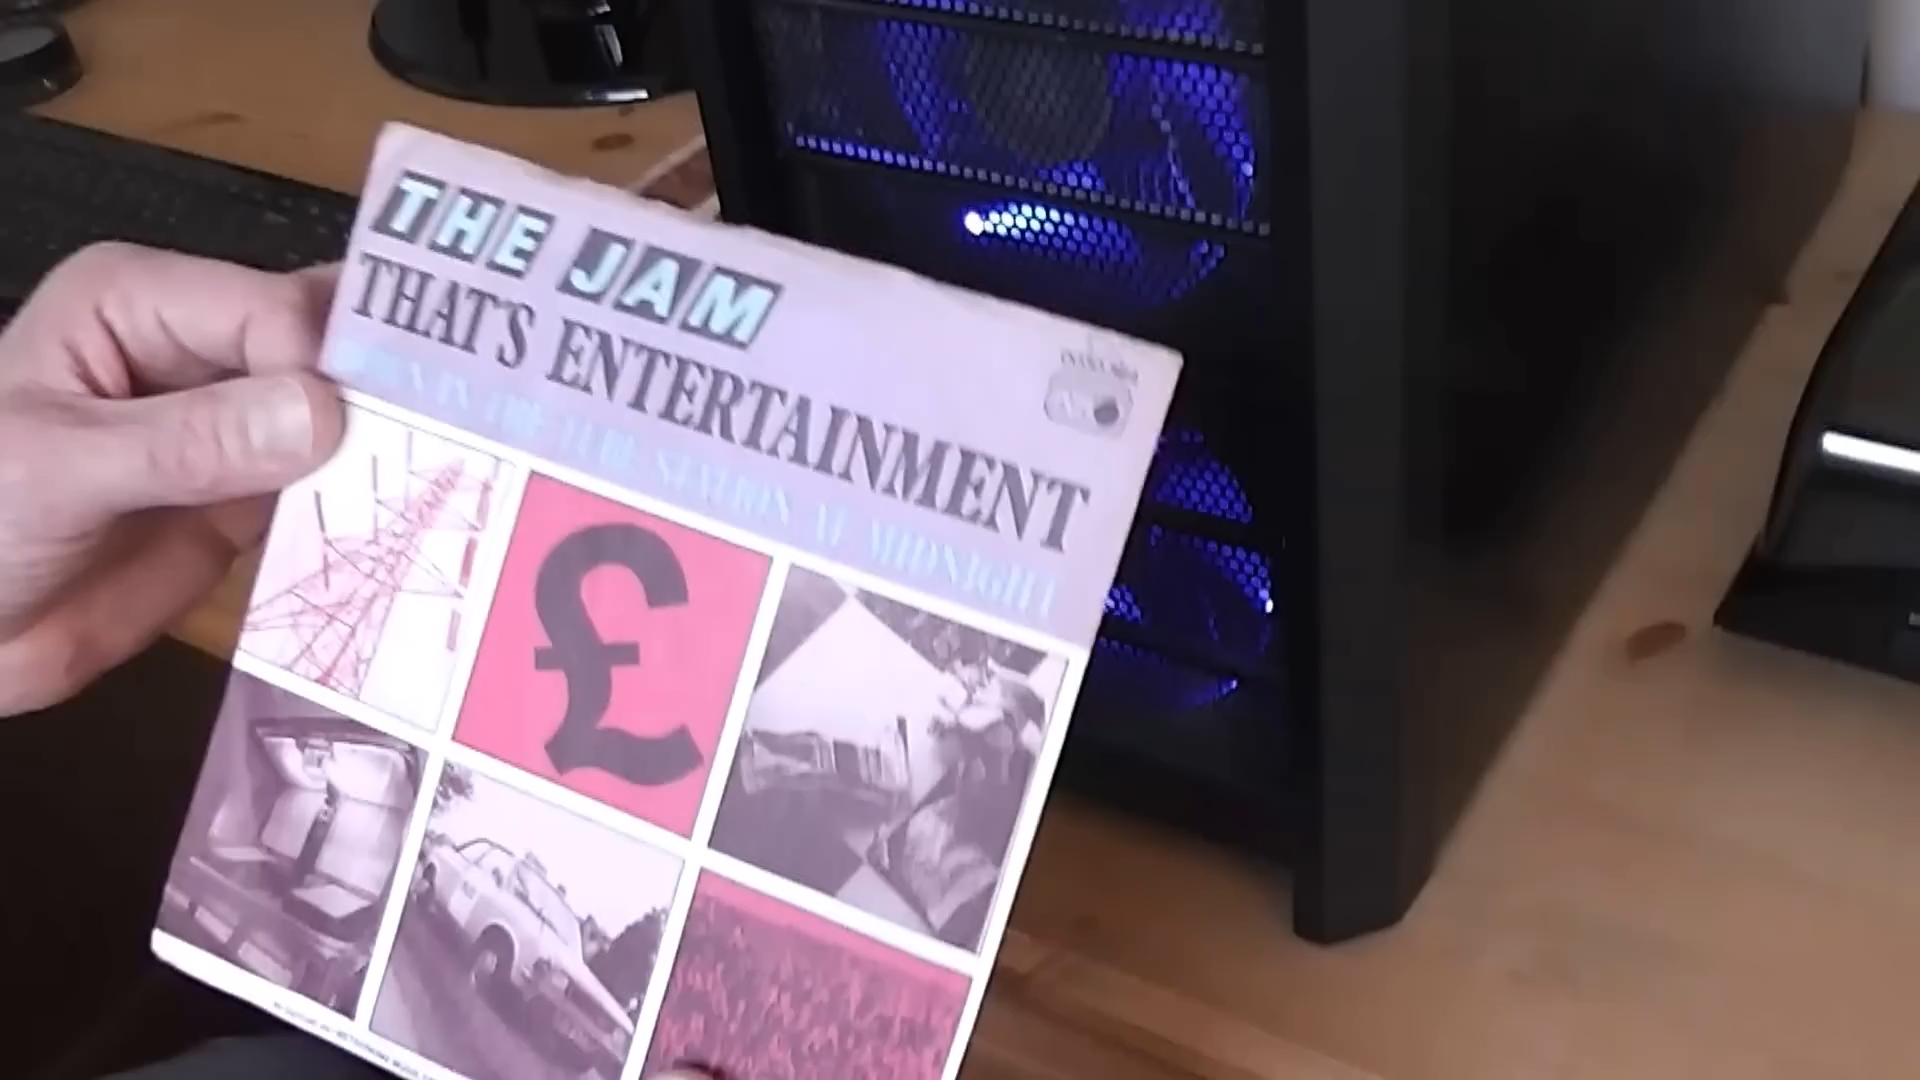 THE JAM
THAT'S ENTERTAINMENT
DOWN IN THE TUBE STATION AT MIDNIGHT
£